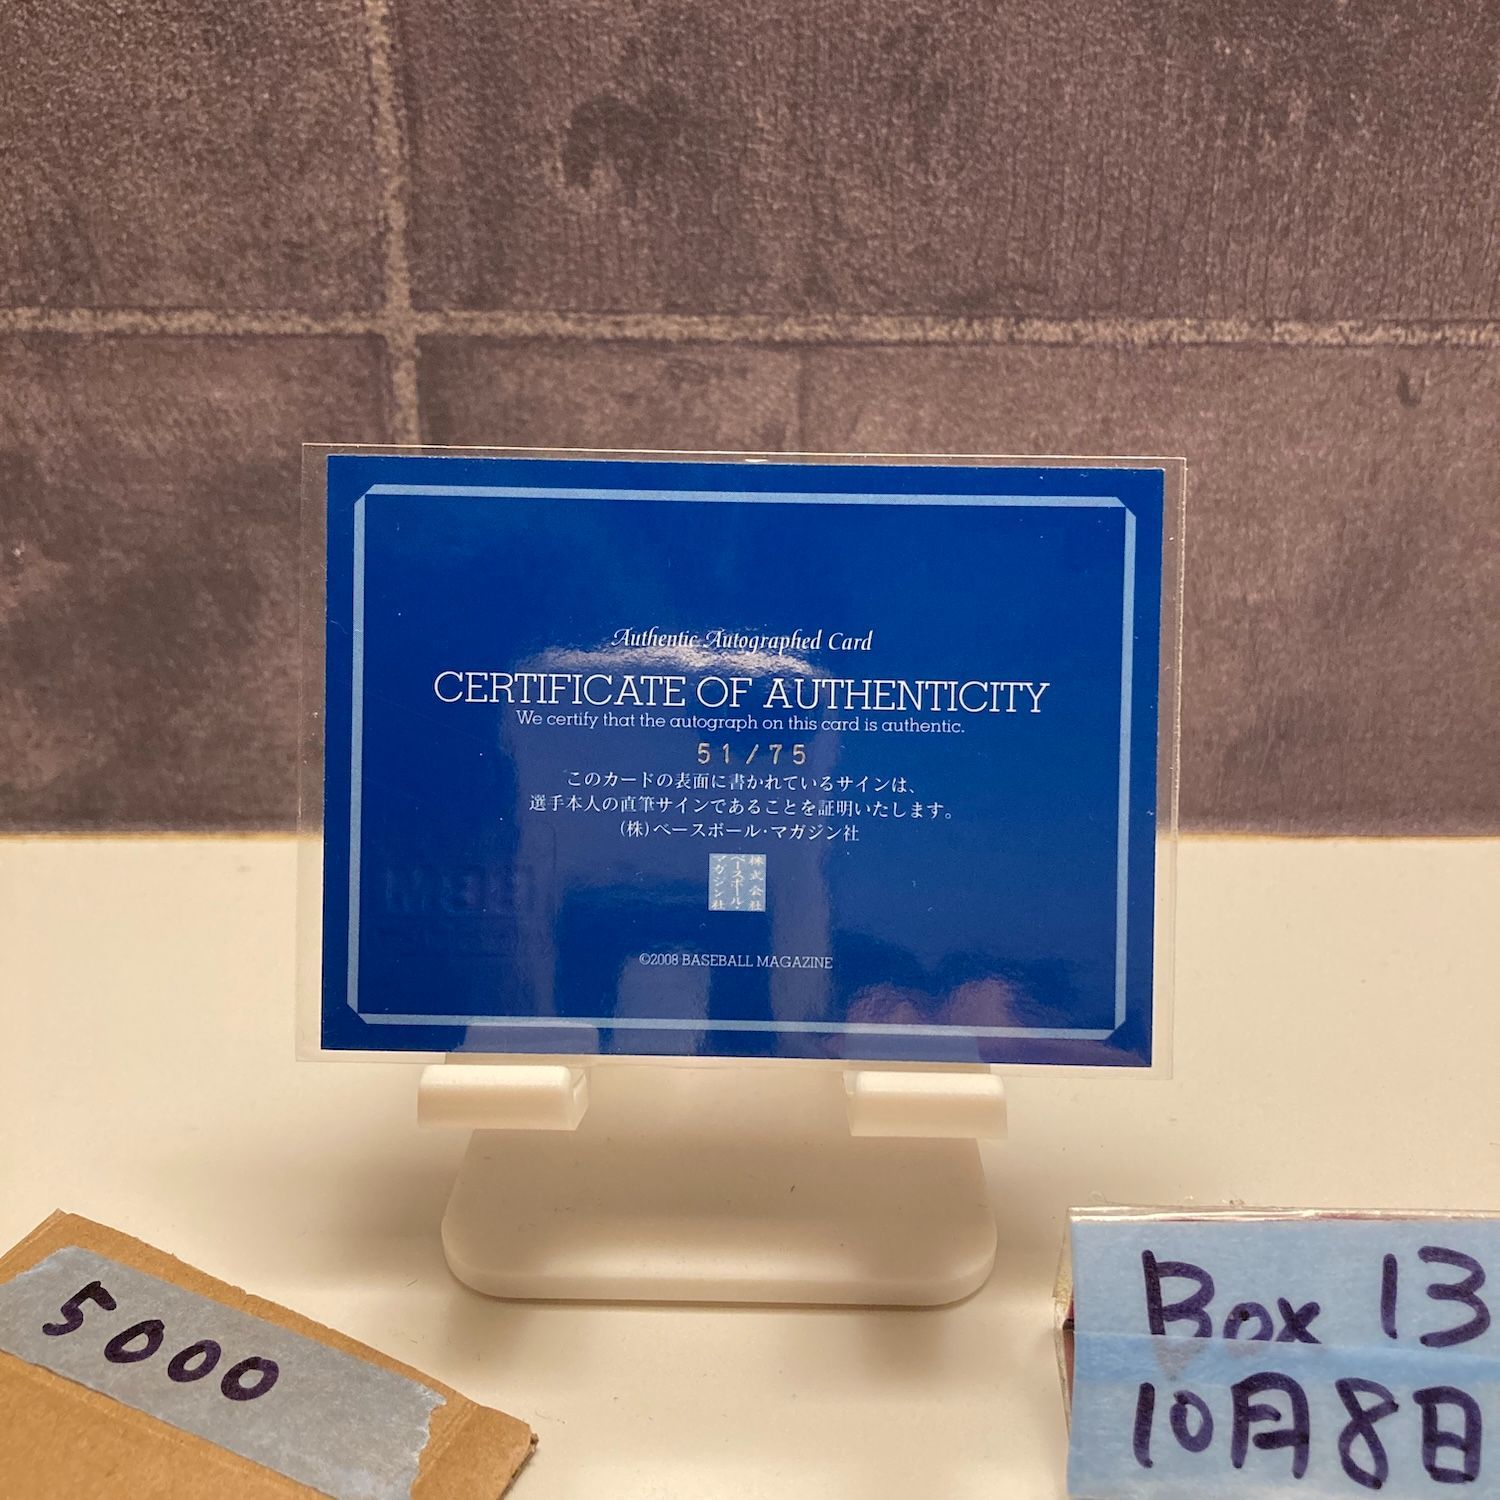 Authentic Autographed Card
CERTIFICATE OF AUTHENTICITY
We certify that the autograph on this card is authentic.
51/75
このカードの表面に書かれているサインは、
選手本人の直筆サインであることを証明いたします。
(株)ベースボール・マガジン社
株式会社
ベースボール・
マガジン社
BBM
©2008 BASEBALL MAGAZINE
5000
Box 13
10月8日